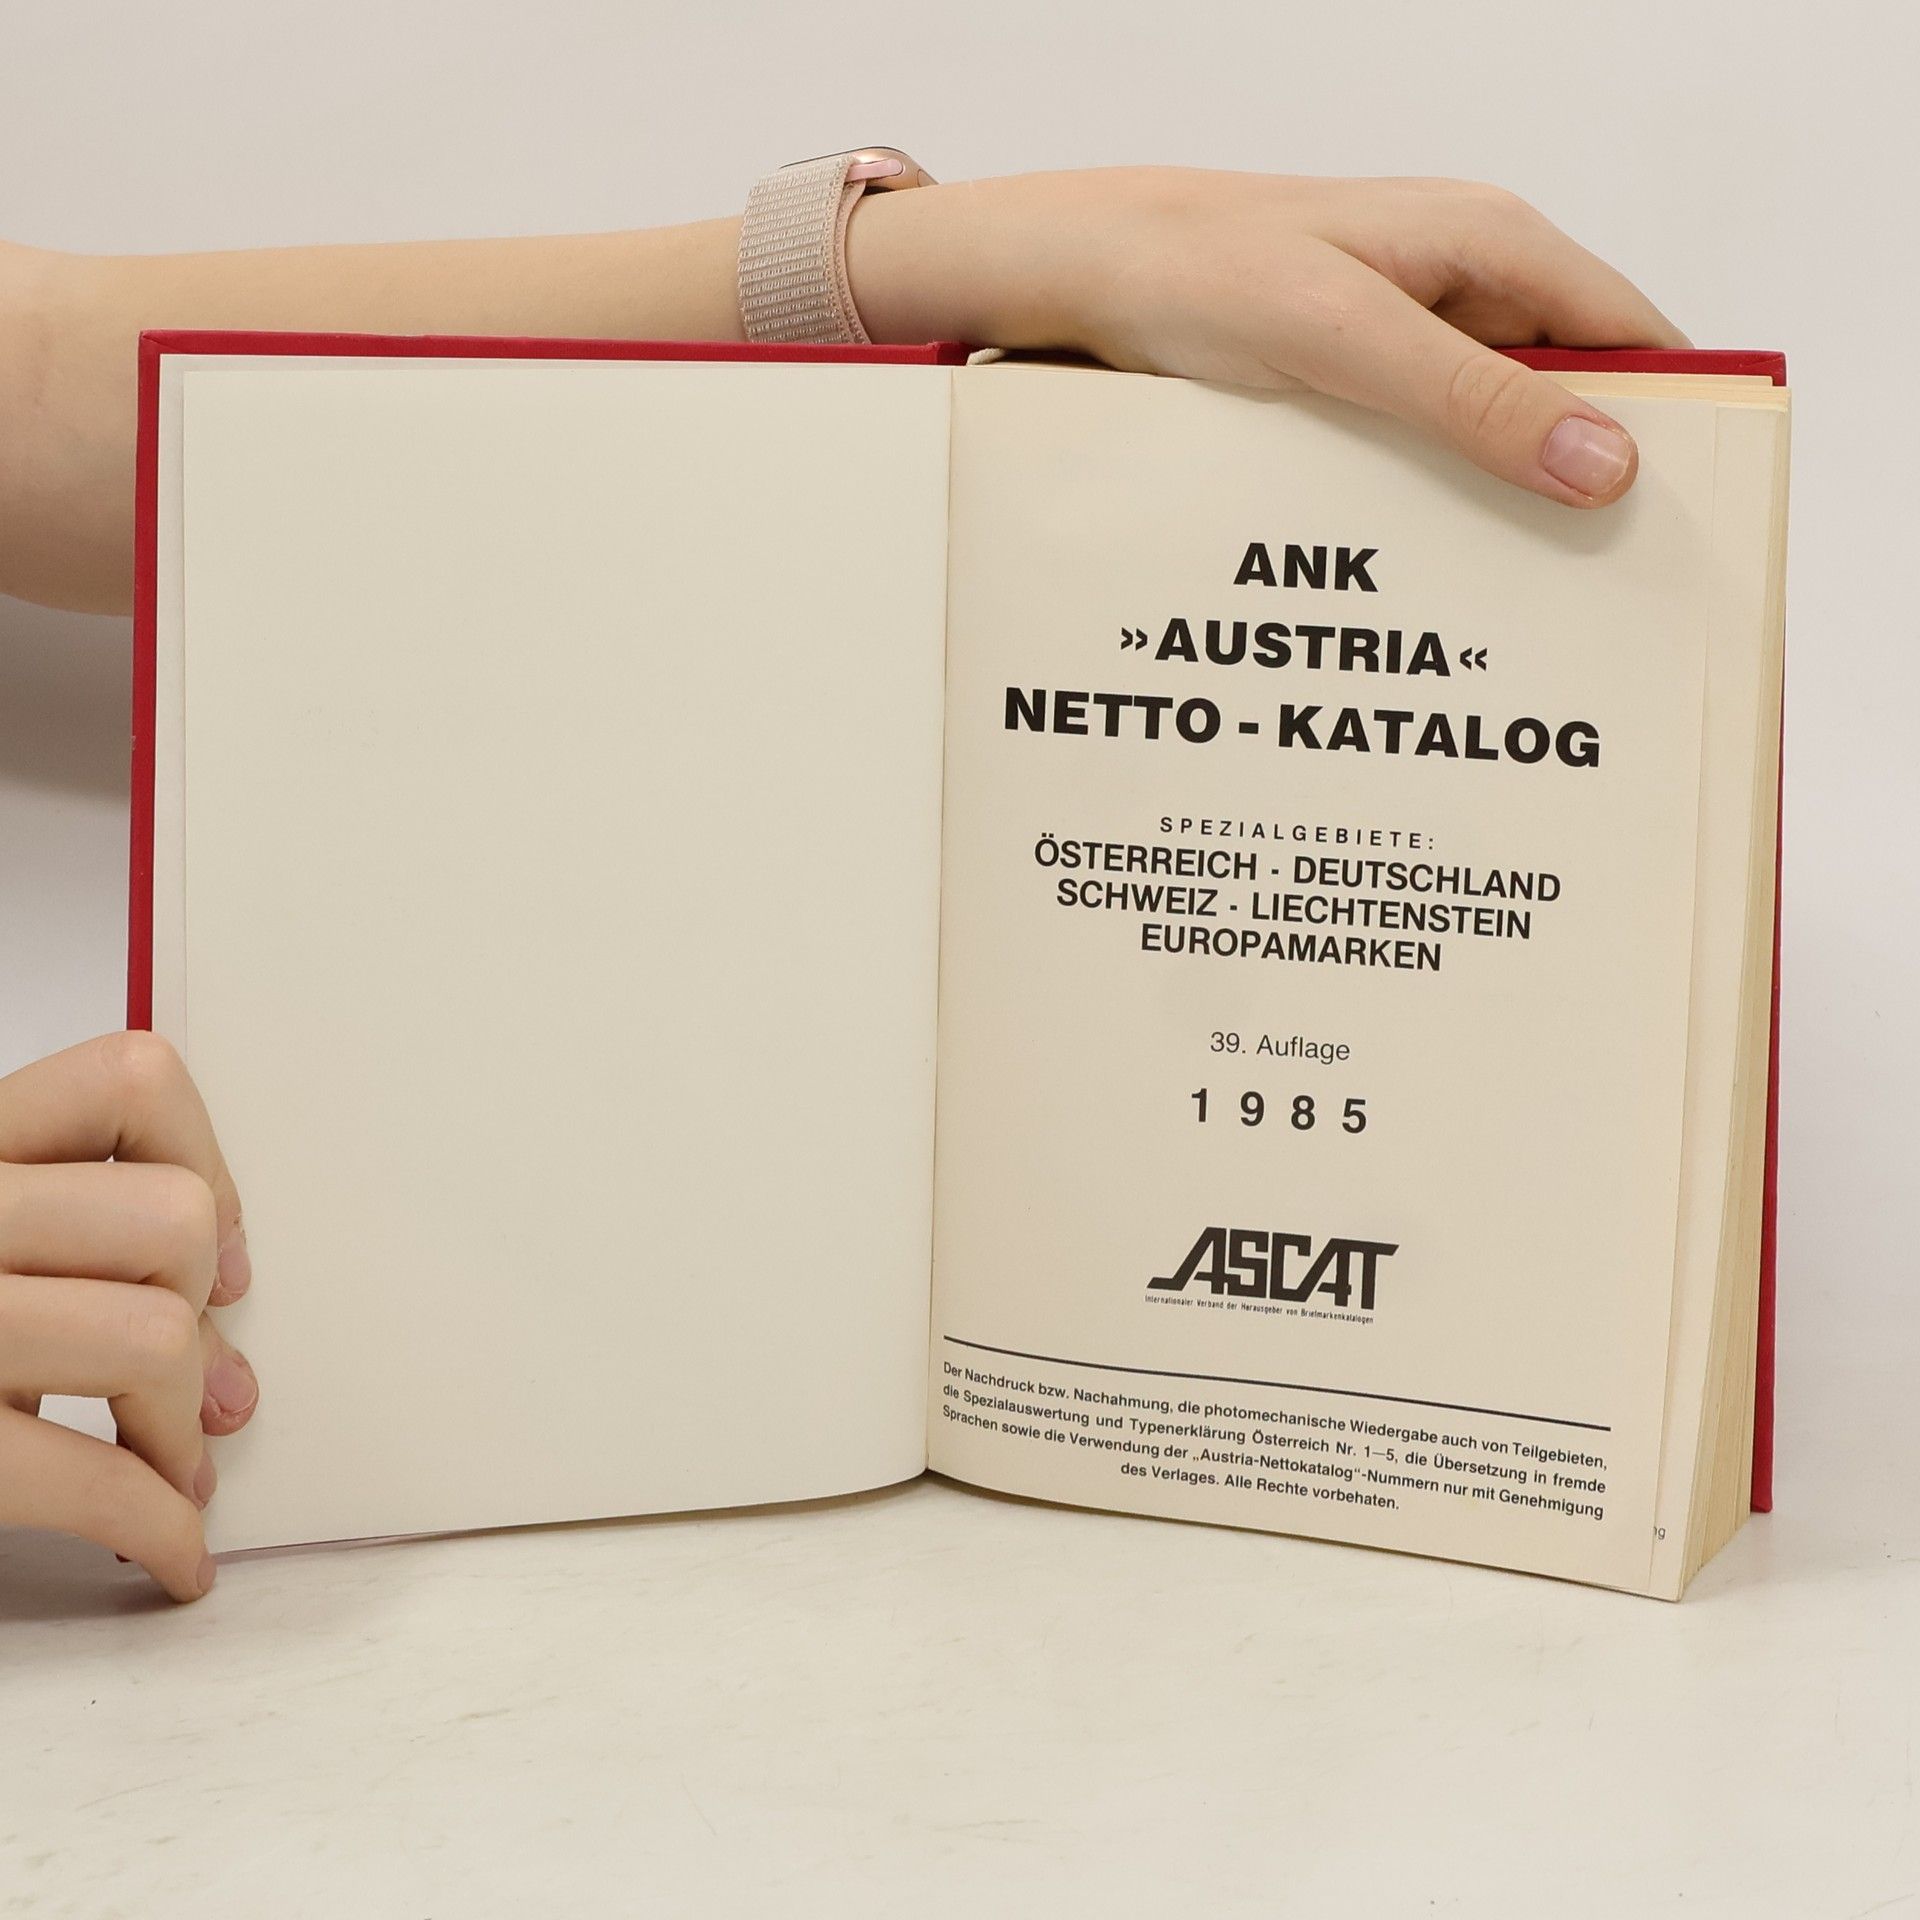 ANK
»AUSTRIA«
NETTO - KATALOG
SPEZIALGEBIETE:
ÖSTERREICH - DEUTSCHLAND
SCHWEIZ - LIECHTENSTEIN
EUROPAMARKEN
39. Auflage
1985
ASCAT
Internationaler Verband der Herausgeber von Briefmarkenkatalogen
Der Nachdruck bzw. Nachahmung, die photomechanische Wiedergabe auch von Teilgebieten,
die Spezialauswertung und Typenerklärung Österreich Nr. 1—5, die Übersetzung in fremde
Sprachen sowie die Verwendung der „Austria-Nettokatalog“-Nummern nur mit Genehmigung
des Verlages. Alle Rechte vorbehaten.